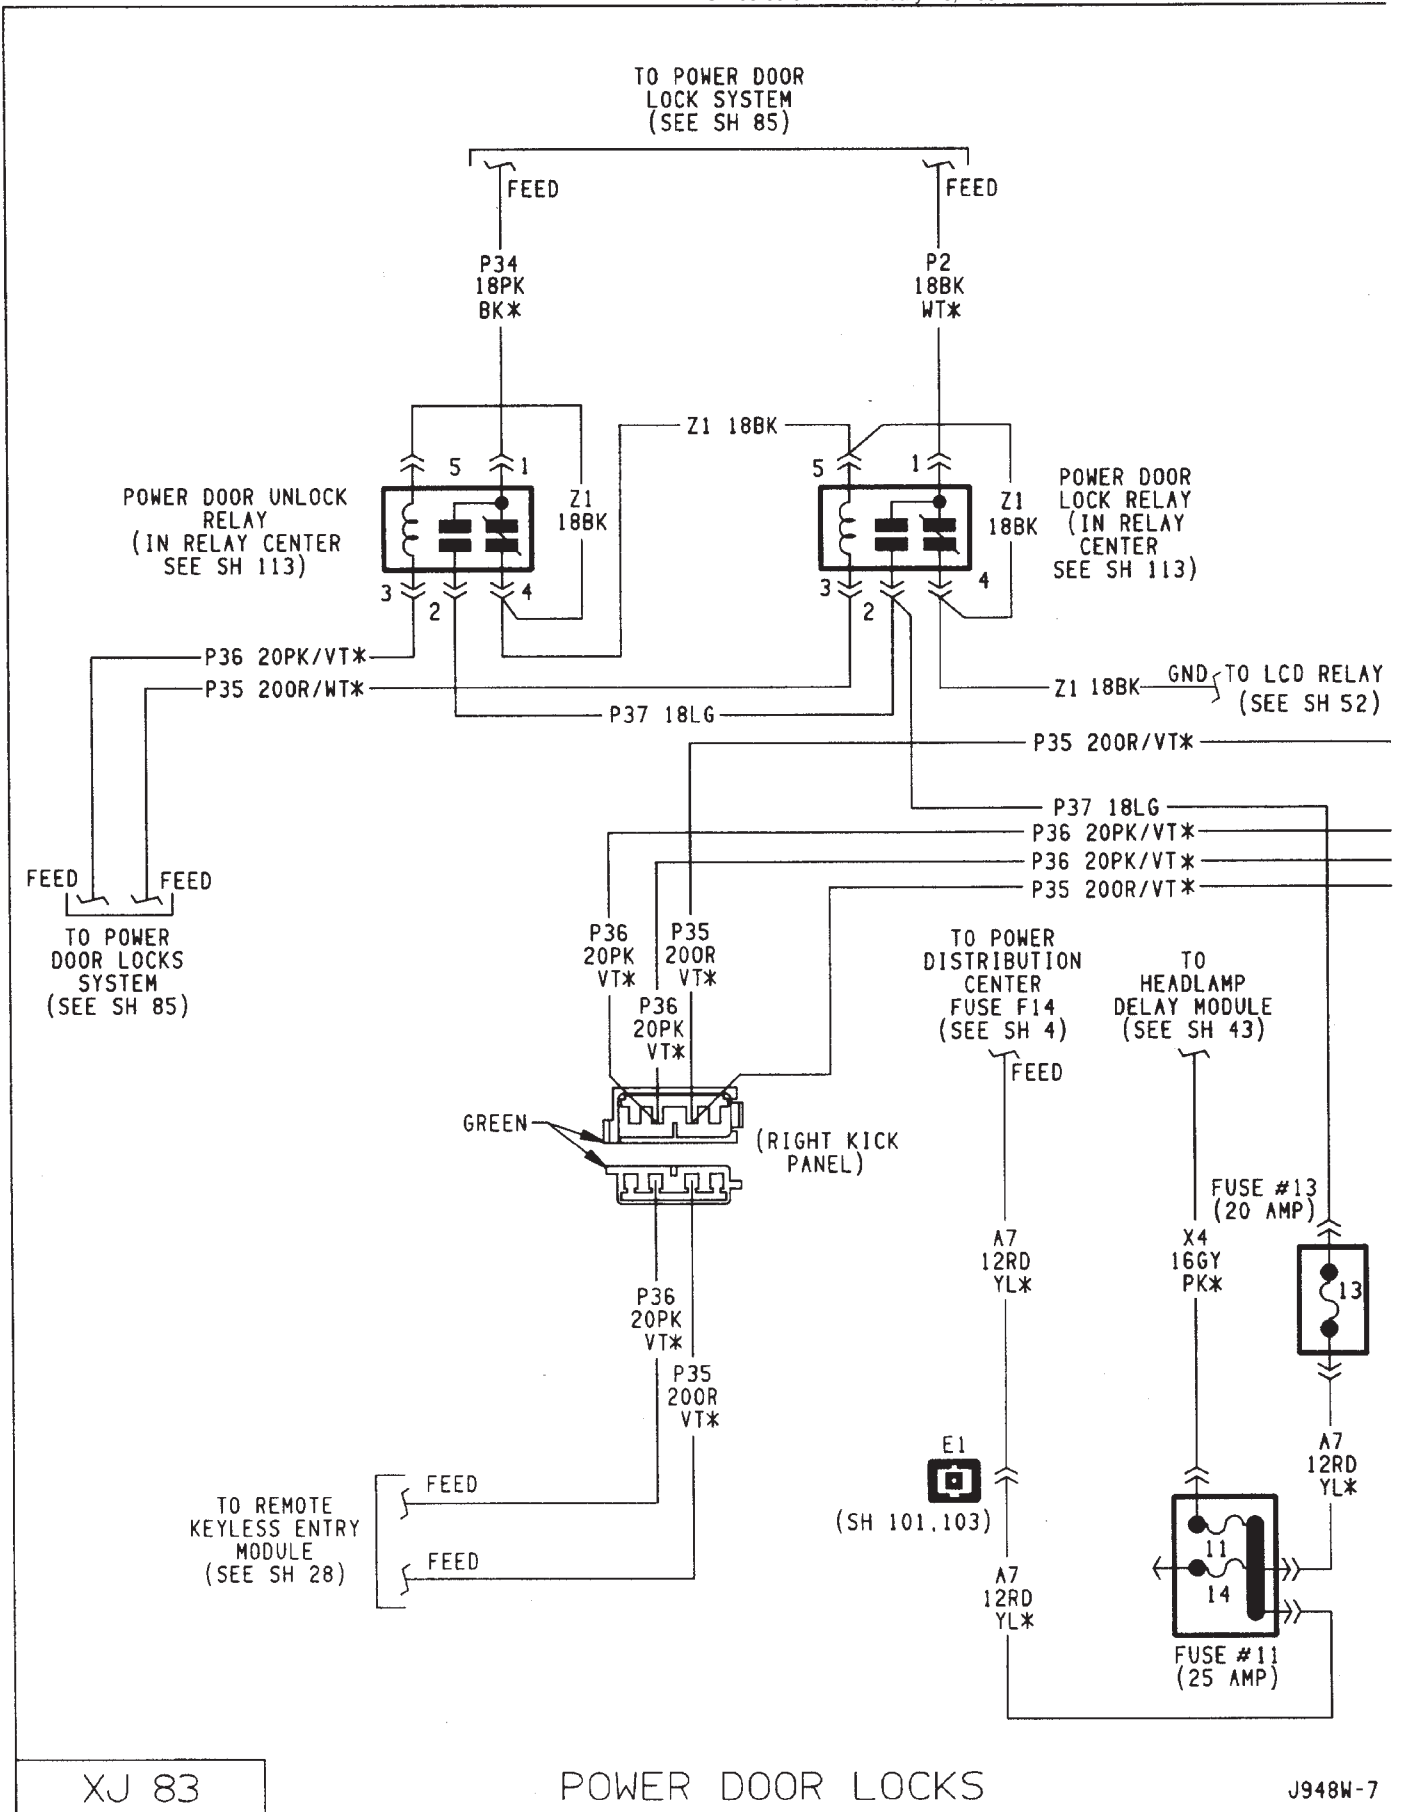 TO POWER DOOR
LOCK SYSTEM
(SEE SH 85)
FEED
FEED
P34
18PK
BK*
P2
18BK
WT*
Z1 18BK
5
1
5
1
POWER DOOR UNLOCK
RELAY
(IN RELAY CENTER
SEE SH 113)
Z1
18BK
Z1
18BK
POWER DOOR
LOCK RELAY
(IN RELAY
CENTER
SEE SH 113)
3
2
4
3
2
4
P36 20PK/VT*
P35 20OR/WT*
P37 18LG
Z1 18BK
GND
TO LCD RELAY
(SEE SH 52)
P35 20OR/VT*
P37 18LG
P36 20PK/VT*
P36 20PK/VT*
P35 20OR/VT*
FEED
FEED
TO POWER
DOOR LOCKS
SYSTEM
(SEE SH 85)
P36
20PK
VT*
P35
20OR
VT*
P36
20PK
VT*
TO POWER
DISTRIBUTION
CENTER
FUSE F14
(SEE SH 4)
FEED
TO
HEADLAMP
DELAY MODULE
(SEE SH 43)
GREEN
(RIGHT KICK
PANEL)
FUSE #13
(20 AMP)
13
A7
12RD
YL*
X4
16GY
PK*
P36
20PK
VT*
P35
20OR
VT*
E1
(SH 101,103)
A7
12RD
YL*
TO REMOTE
KEYLESS ENTRY
MODULE
(SEE SH 28)
FEED
FEED
A7
12RD
YL*
11
14
FUSE #11
(25 AMP)
XJ 83
POWER DOOR LOCKS
J948W-7